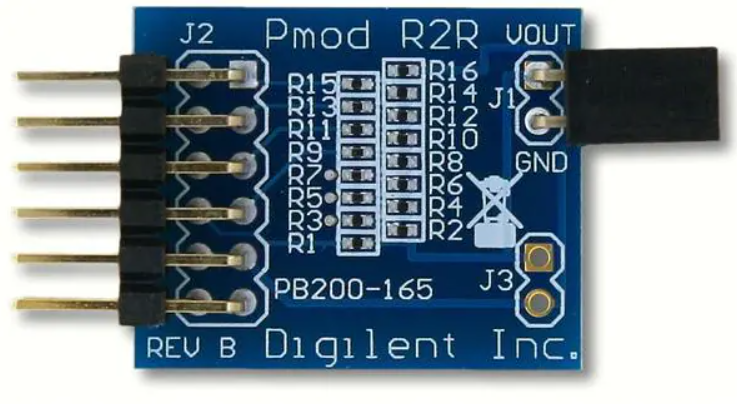 J2 Pmod R2R VOUT
R15 R16
R13 R14 J1
R11 R12
R9 R10
R7 R8 GND
R5 R6
R3 R4
R1 R2
J3
PB200-165
REV B Digilent Inc.